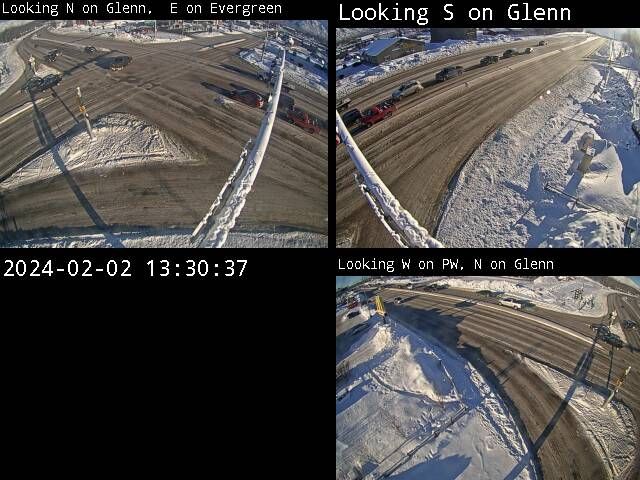 Looking N on Glenn,  E on Evergreen
Looking S on Glenn
2024-02-02 13:30:37
Looking W on PW, N on Glenn